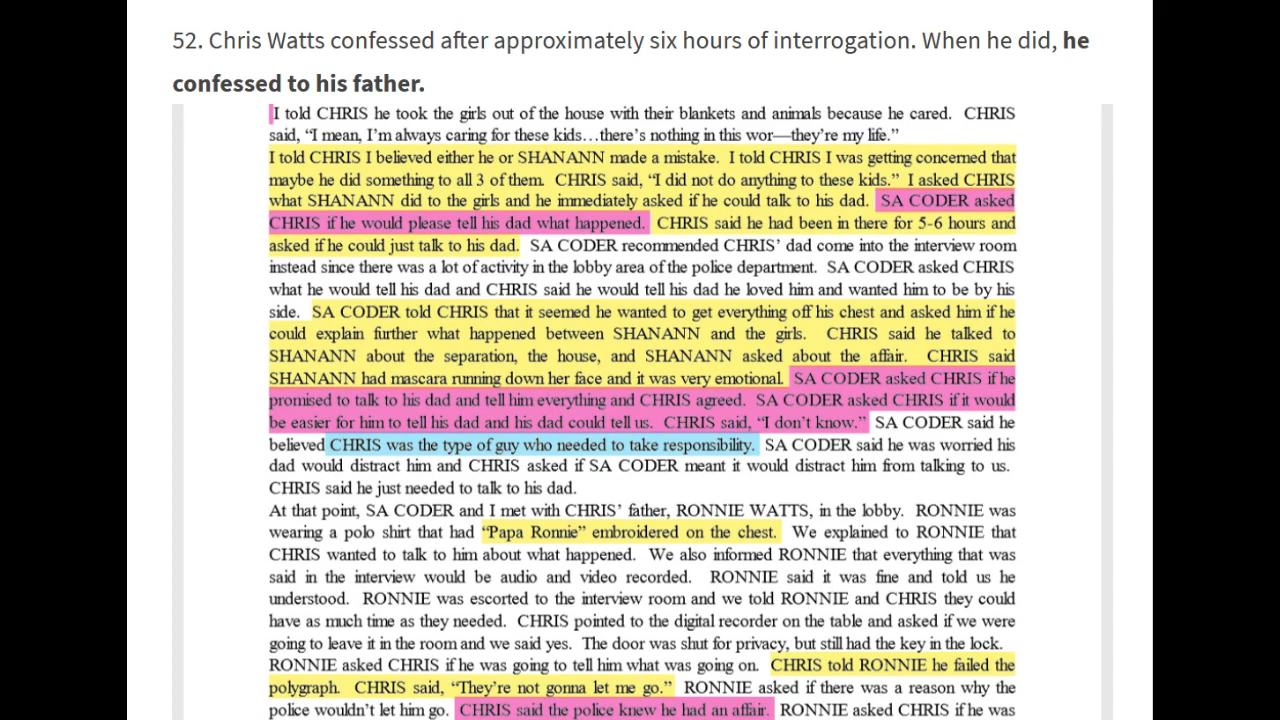 52. Chris Watts confessed after approximately six hours of interrogation. When he did, he
confessed to his father.
I told CHRIS he took the girls out of the house with their blankets and animals because he cared. CHRIS
said, “I mean, I’m always caring for these kids…there’s nothing in this wor—they’re my life.”
I told CHRIS I believed either he or SHANANN made a mistake. I told CHRIS I was getting concerned that
maybe he did something to all 3 of them. CHRIS said, “I did not do anything to these kids.” I asked CHRIS
what SHANANN did to the girls and he immediately asked if he could talk to his dad. SA CODER asked
CHRIS if he would please tell his dad what happened. CHRIS said he had been in there for 5-6 hours and
asked if he could just talk to his dad. SA CODER recommended CHRIS’ dad come into the interview room
instead since there was a lot of activity in the lobby area of the police department. SA CODER asked CHRIS
what he would tell his dad and CHRIS said he would tell his dad he loved him and wanted him to be by his
side. SA CODER told CHRIS that it seemed he wanted to get everything off his chest and asked him if he
could explain further what happened between SHANANN and the girls. CHRIS said he talked to
SHANANN about the separation, the house, and SHANANN asked about the affair. CHRIS said
SHANANN had mascara running down her face and it was very emotional. SA CODER asked CHRIS if he
promised to talk to his dad and tell him everything and CHRIS agreed. SA CODER asked CHRIS if it would
be easier for him to tell his dad and his dad could tell us. CHRIS said, “I don’t know.” SA CODER said he
believed CHRIS was the type of guy who needed to take responsibility. SA CODER said he was worried his
dad would distract him and CHRIS asked if SA CODER meant it would distract him from talking to us.
CHRIS said he just needed to talk to his dad.
At that point, SA CODER and I met with CHRIS’ father, RONNIE WATTS, in the lobby. RONNIE was
wearing a polo shirt that had “Papa Ronnie” embroidered on the chest. We explained to RONNIE that
CHRIS wanted to talk to him about what happened. We also informed RONNIE that everything that was
said in the interview would be audio and video recorded. RONNIE said it was fine and told us he
understood. RONNIE was escorted to the interview room and we told RONNIE and CHRIS they could
have as much time as they needed. CHRIS pointed to the digital recorder on the table and asked if we were
going to leave it in the room and we said yes. The door was shut for privacy, but still had the key in the lock.
RONNIE asked CHRIS if he was going to tell him what was going on. CHRIS told RONNIE he failed the
polygraph. CHRIS said, “They’re not gonna let me go.” RONNIE asked if there was a reason why the
police wouldn’t let him go. CHRIS said the police knew he had an affair. RONNIE asked CHRIS if he was